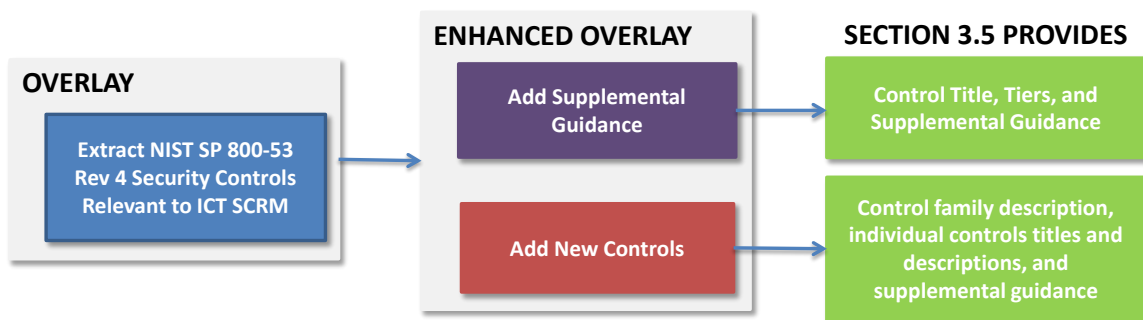 OVERLAY
Extract NIST SP 800-53
Rev 4 Security Controls
Relevant to ICT SCRM
ENHANCED OVERLAY
Add Supplemental
Guidance
Add New Controls
SECTION 3.5 PROVIDES
Control Title, Tiers, and
Supplemental Guidance
Control family description,
individual controls titles and
descriptions, and
supplemental guidance